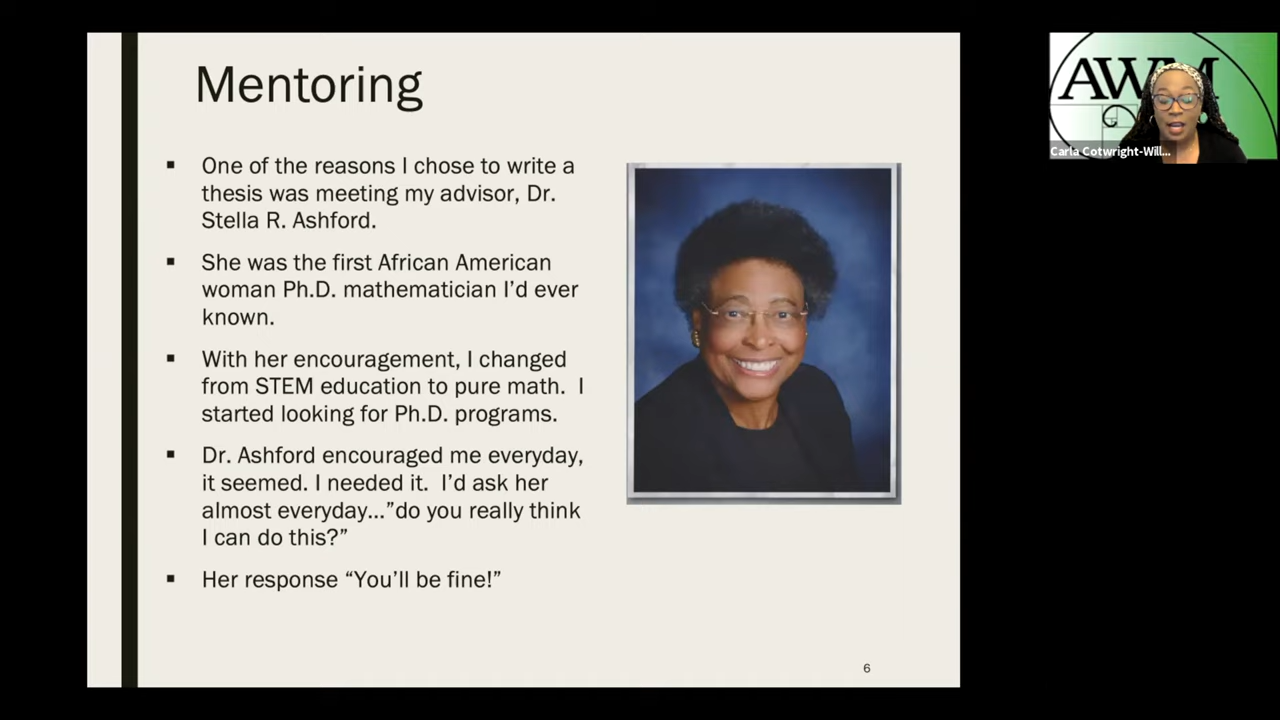 Mentoring
▪ One of the reasons I chose to write a
thesis was meeting my advisor, Dr.
Stella R. Ashford.
▪ She was the first African American
woman Ph.D. mathematician I’d ever
known.
▪ With her encouragement, I changed
from STEM education to pure math.  I
started looking for Ph.D. programs.
▪ Dr. Ashford encouraged me everyday,
it seemed. I needed it.  I’d ask her
almost everyday...”do you really think
I can do this?”
▪ Her response “You’ll be fine!”
6
AWM
Carla Cotwright-Will...